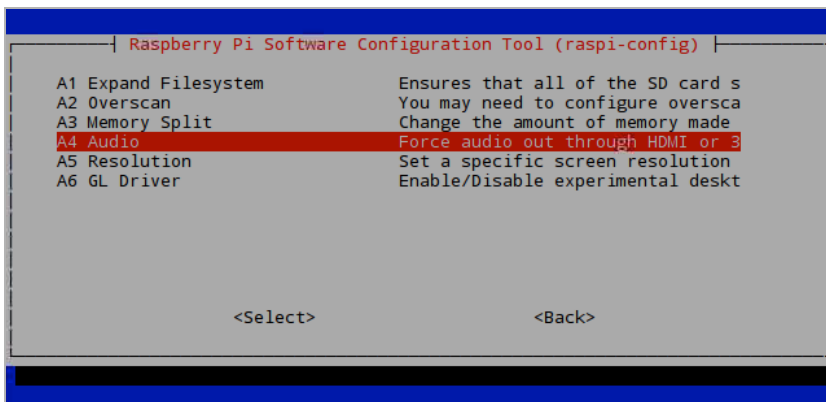 Raspberry Pi Software Configuration Tool (raspi-config)
A1 Expand Filesystem Ensures that all of the SD card s
A2 Overscan You may need to configure oversca
A3 Memory Split Change the amount of memory made
A4 Audio Force audio out through HDMI or 3
A5 Resolution Set a specific screen resolution
A6 GL Driver Enable/Disable experimental deskt
<Select> <Back>